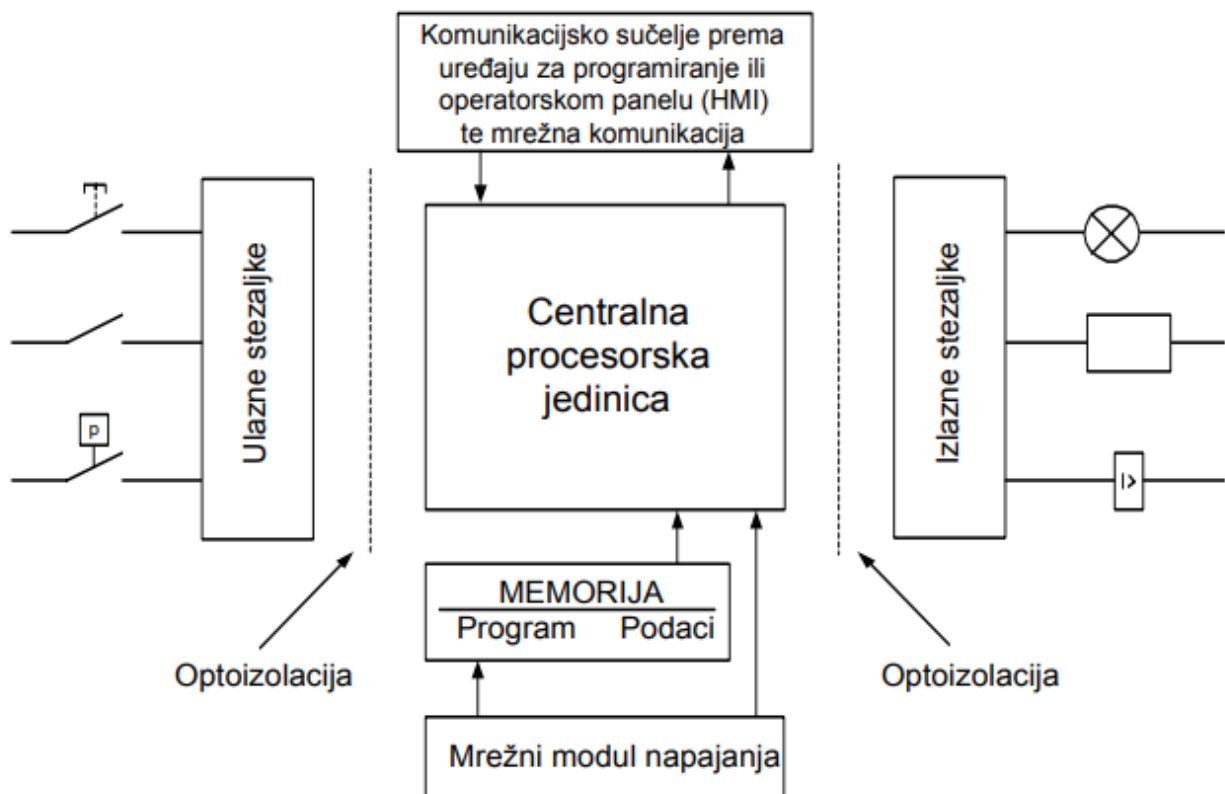 Komunikacijsko sučelje prema
uređaju za programiranje ili
operatorskom panelu (HMI)
te mrežna komunikacija
Ulazne stezaljke
Centralna
procesorska
jedinica
Izlazne stezaljke
p
I>
MEMORIJA
Program Podaci
Optoizolacija
Optoizolacija
Mrežni modul napajanja